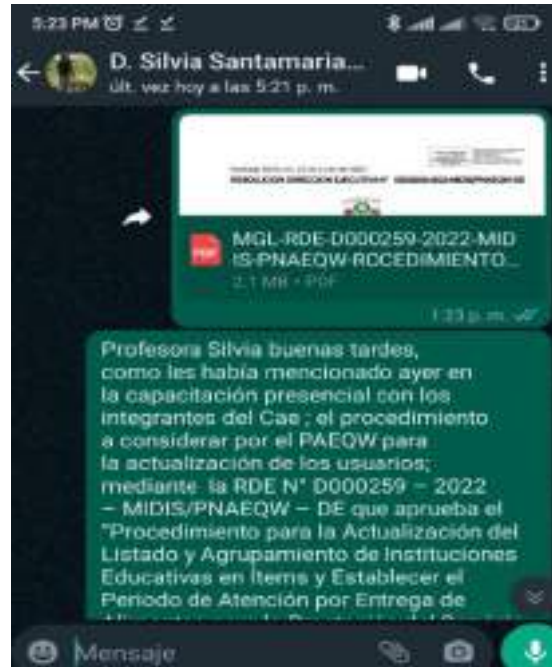 5:23 PM
D. Silvia Santamaria...
últ. vez hoy a las 5:21 p. m.
MGL-RDE-D000259-2022-MID
IS-PNAEQW-ROCEDIMIENTO...
2.1 MB • PDF
1:23 p. m.
Profesora Silvia buenas tardes,
como les había mencionado ayer en
la capacitación presencial con los
integrantes del Cae ; el procedimiento
a considerar por el PAEQW para
la actualización de los usuarios;
mediante la RDE N° D000259 – 2022
– MIDIS/PNAEQW – DE que aprueba el
"Procedimiento para la Actualización del
Listado y Agrupamiento de Instituciones
Educativas en Ítems y Establecer el
Periodo de Atención por Entrega de
Mensaje